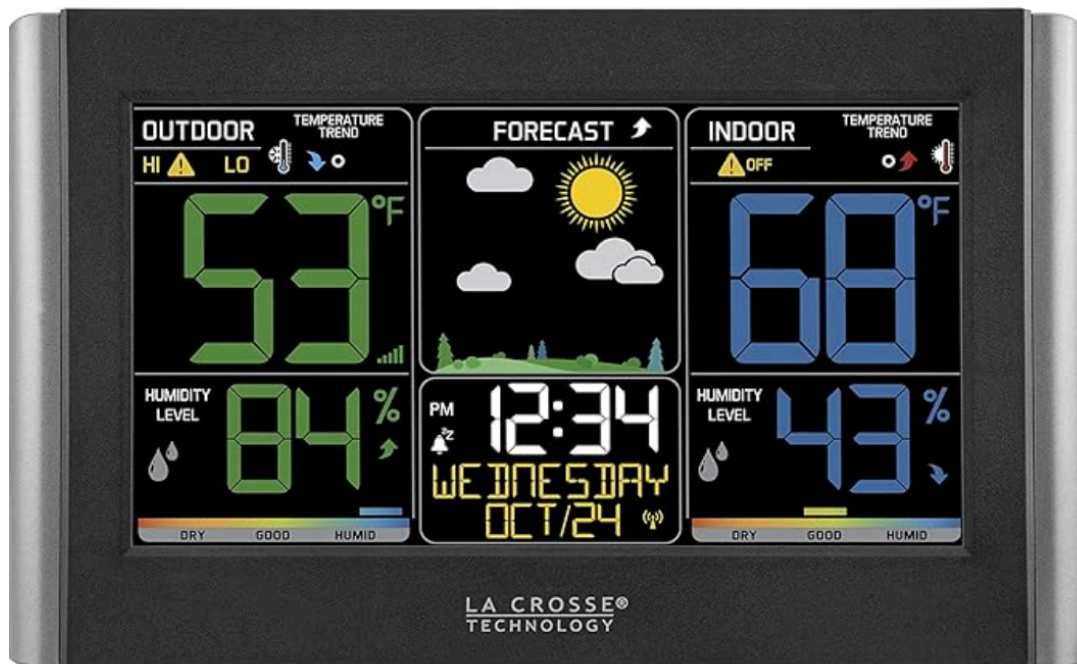 OUTDOOR
TEMPERATURE
TREND
HI LO
53 °F
HUMIDITY
LEVEL
84 %
DRY GOOD HUMID
FORECAST
PM 12:34
z z
WEDNESDAY
OCT/24
INDOOR
TEMPERATURE
TREND
OFF
68 °F
HUMIDITY
LEVEL
43 %
DRY GOOD HUMID
LA CROSSE®
TECHNOLOGY